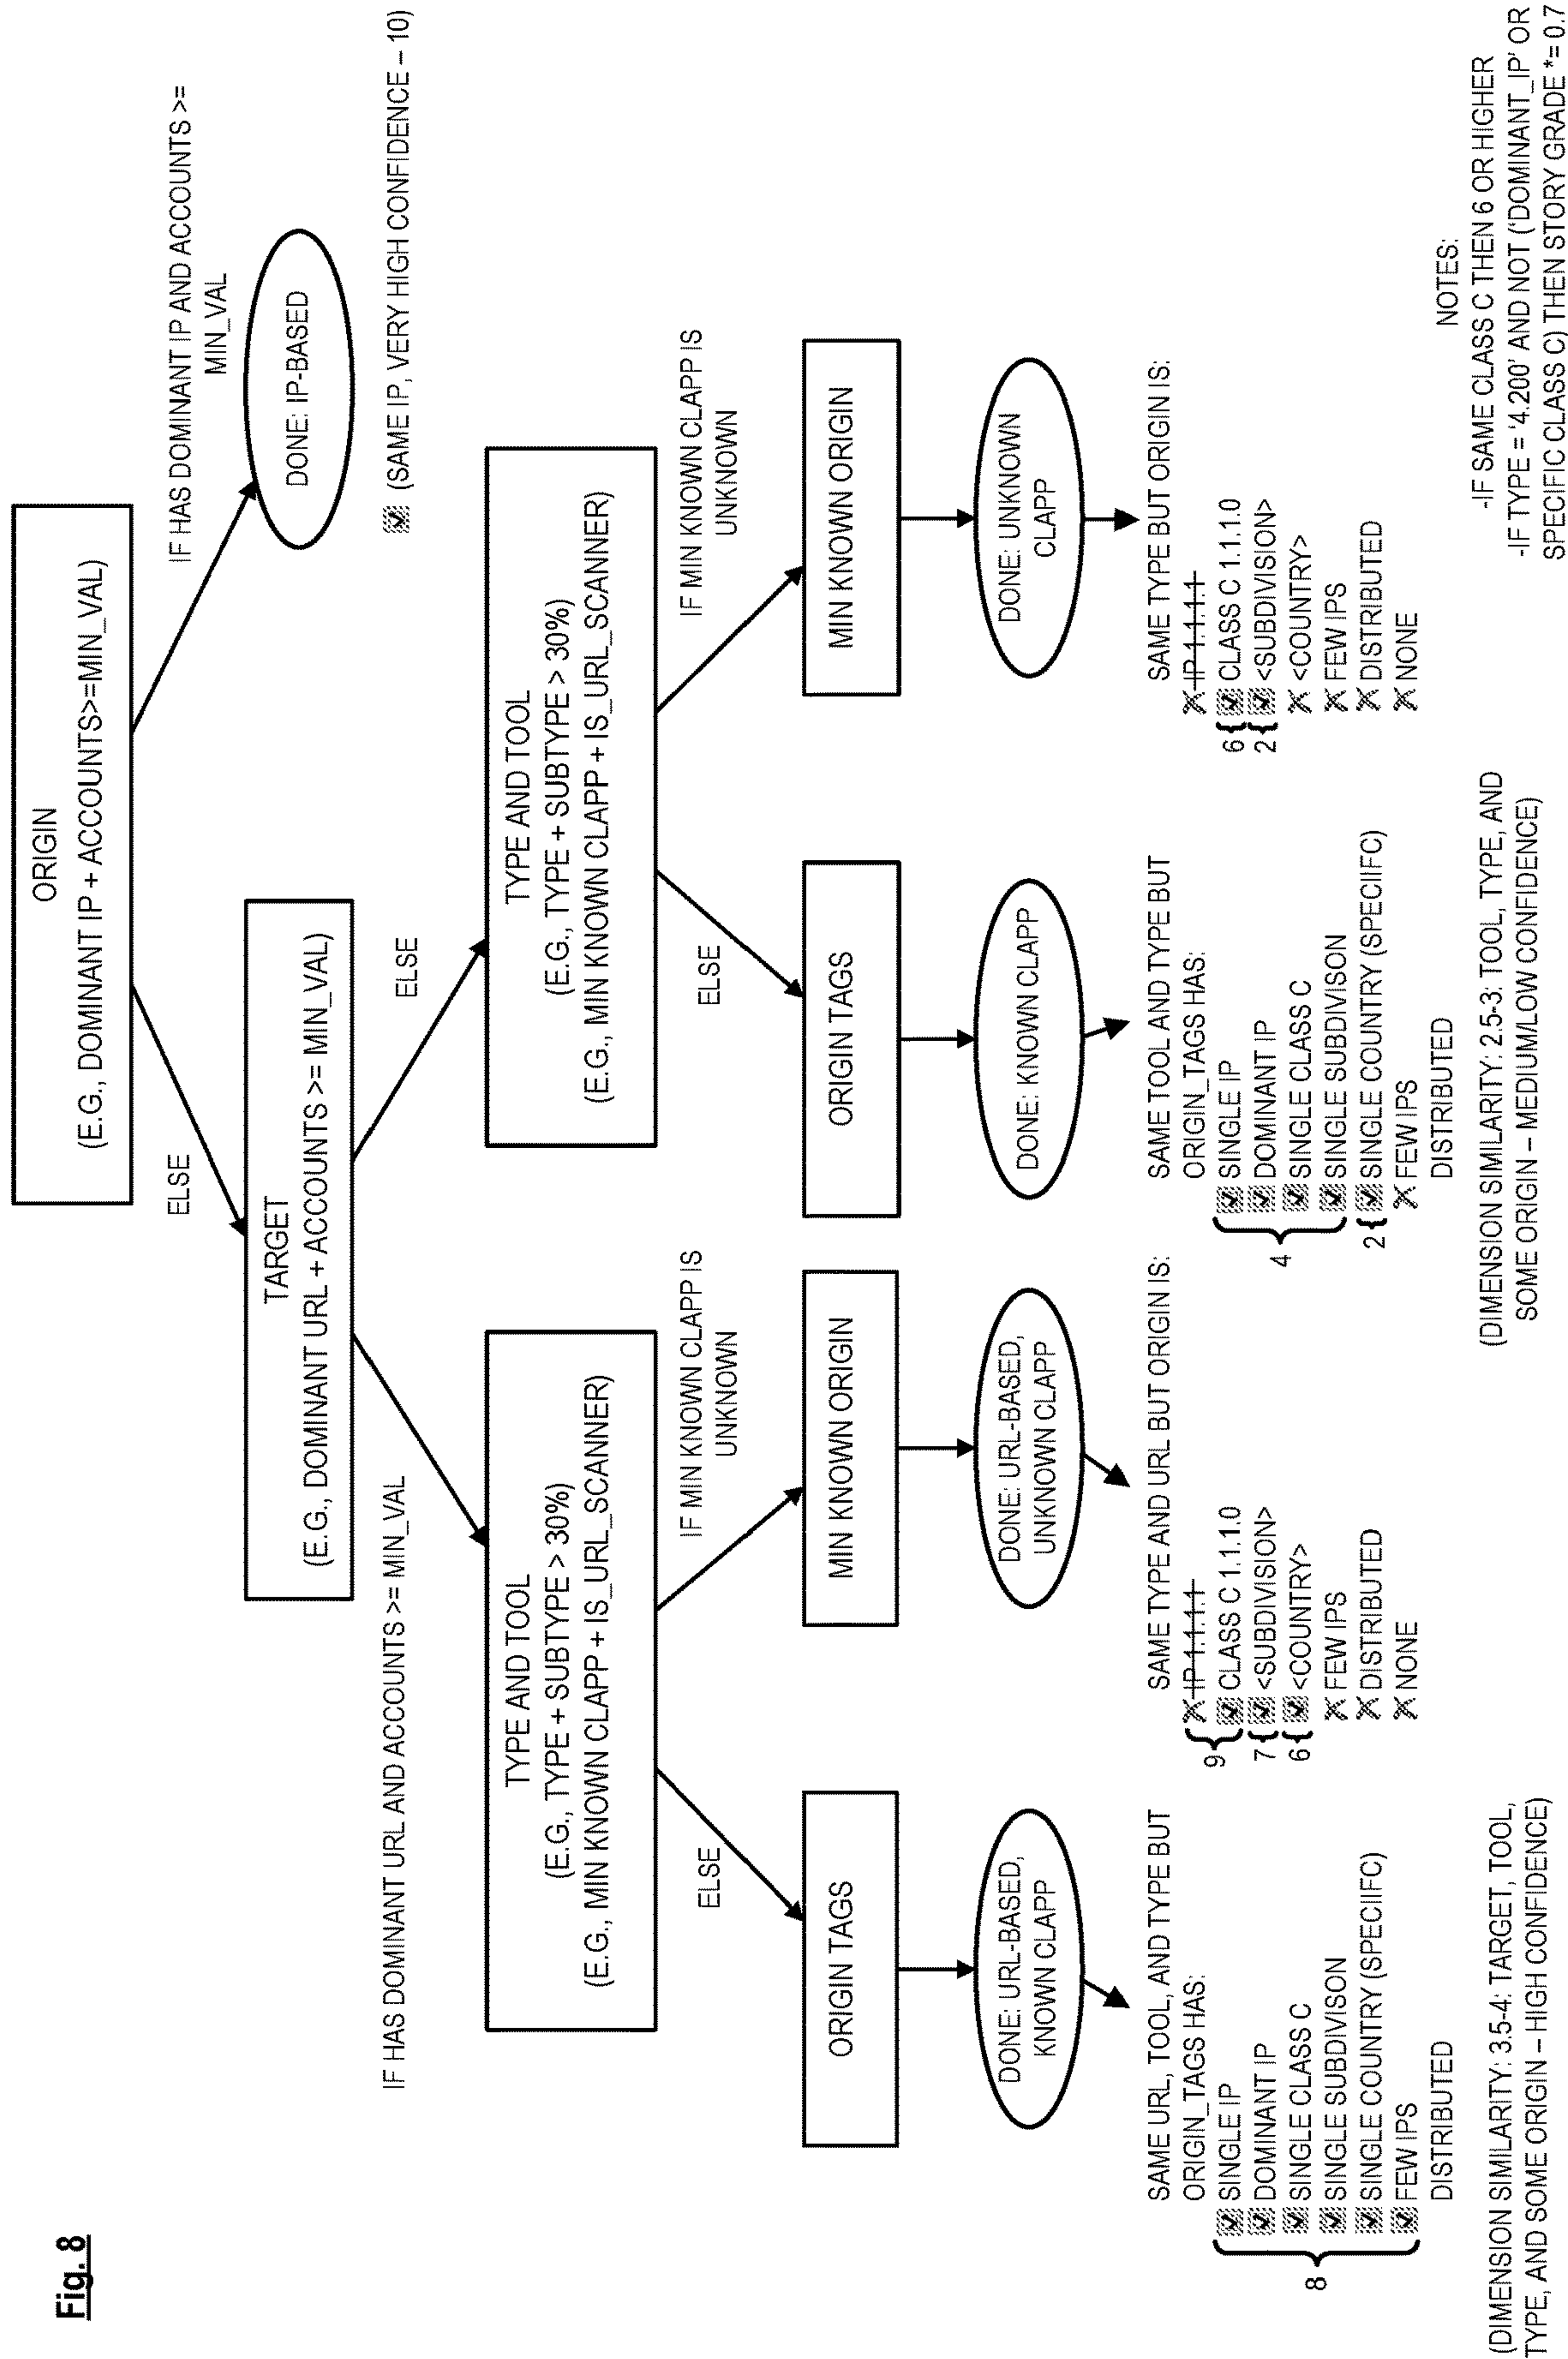 Fig. 8
ORIGIN
(E.G., DOMINANT IP + ACCOUNTS>=MIN_VAL)
ELSE
IF HAS DOMINANT IP AND ACCOUNTS >=
MIN_VAL
DONE: IP-BASED
(SAME IP, VERY HIGH CONFIDENCE – 10)
TARGET
(E.G., DOMINANT URL + ACCOUNTS >= MIN_VAL)
IF HAS DOMINANT URL AND ACCOUNTS >= MIN_VAL
ELSE
TYPE AND TOOL
(E.G., TYPE + SUBTYPE > 30%)
(E.G., MIN KNOWN CLAPP + IS_URL_SCANNER)
ELSE
IF MIN KNOWN CLAPP IS
UNKNOWN
TYPE AND TOOL
(E.G., TYPE + SUBTYPE > 30%)
(E.G., MIN KNOWN CLAPP + IS_URL_SCANNER)
ELSE
IF MIN KNOWN CLAPP IS
UNKNOWN
ORIGIN TAGS
DONE: URL-BASED,
KNOWN CLAPP
SAME URL, TOOL, AND TYPE BUT
ORIGIN_TAGS HAS:
SINGLE IP
DOMINANT IP
SINGLE CLASS C
SINGLE SUBDIVISON
SINGLE COUNTRY (SPECIIFC)
FEW IPS
DISTRIBUTED
8
(DIMENSION SIMILARITY: 3.5-4: TARGET, TOOL,
TYPE, AND SOME ORIGIN – HIGH CONFIDENCE)
MIN KNOWN ORIGIN
DONE: URL-BASED,
UNKNOWN CLAPP
SAME TYPE AND URL BUT ORIGIN IS:
IP 1.1.1.1
9 CLASS C 1.1.1.0
7 <SUBDIVISION>
6 <COUNTRY>
FEW IPS
DISTRIBUTED
NONE
ORIGIN TAGS
DONE: KNOWN CLAPP
SAME TOOL AND TYPE BUT
ORIGIN_TAGS HAS:
SINGLE IP
DOMINANT IP
SINGLE CLASS C
SINGLE SUBDIVISON
4
2 SINGLE COUNTRY (SPECIIFC)
FEW IPS
DISTRIBUTED
(DIMENSION SIMILARITY: 2.5-3: TOOL, TYPE, AND
SOME ORIGIN – MEDIUM/LOW CONFIDENCE)
MIN KNOWN ORIGIN
DONE: UNKNOWN
CLAPP
SAME TYPE BUT ORIGIN IS:
IP 1.1.1.1
6 CLASS C 1.1.1.0
2 <SUBDIVISION>
<COUNTRY>
FEW IPS
DISTRIBUTED
NONE
NOTES:
-IF SAME CLASS C THEN 6 OR HIGHER
-IF TYPE = '4.200' AND NOT ('DOMINANT_IP' OR
SPECIFIC CLASS C) THEN STORY GRADE *= 0.7